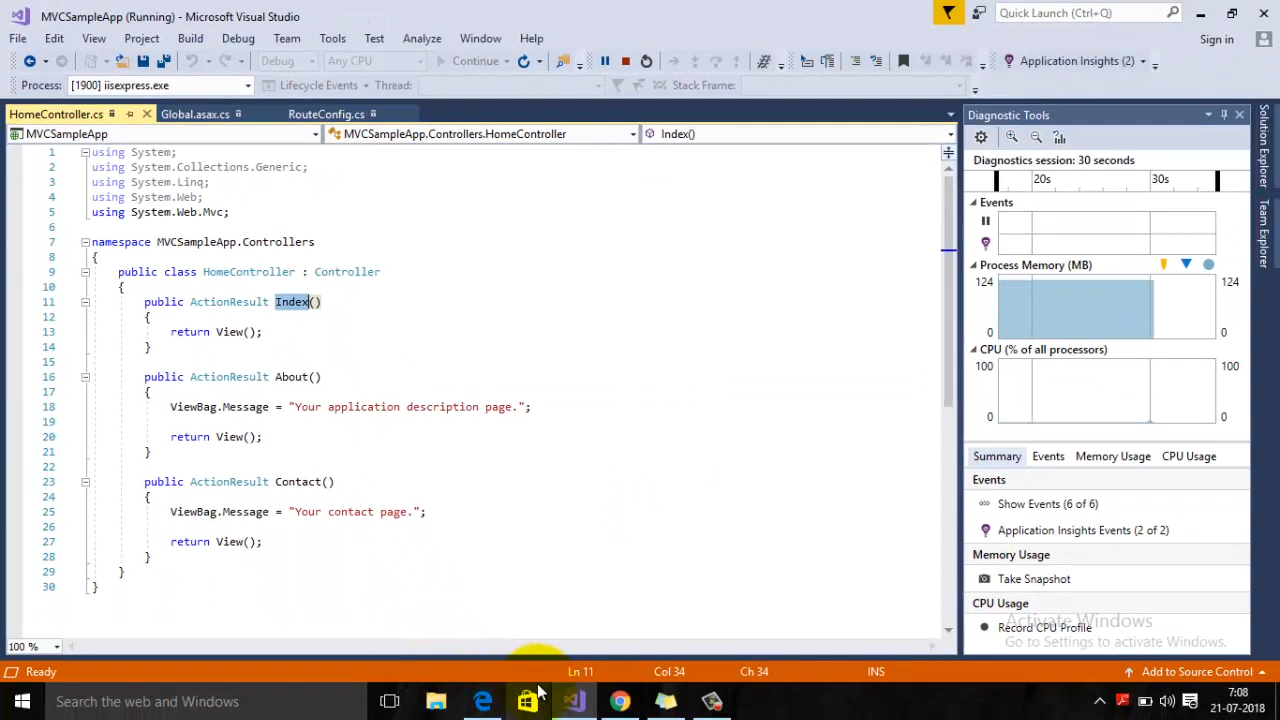 MVCSampleApp (Running) - Microsoft Visual Studio
Quick Launch (Ctrl+Q)
File Edit View Project Build Debug Team Tools Test Analyze Window Help
Sign in
Debug Any CPU Continue Application Insights (2)
Process: [1900] iisexpress.exe Lifecycle Events Thread: Stack Frame:
HomeController.cs Global.asax.cs RouteConfig.cs
MVCSampleApp MVCSampleApp.Controllers.HomeController Index()
1 using System;
2 using System.Collections.Generic;
3 using System.Linq;
4 using System.Web;
5 using System.Web.Mvc;
6
7 namespace MVCSampleApp.Controllers
8 {
9 public class HomeController : Controller
10 {
11 public ActionResult Index()
12 {
13 return View();
14 }
15
16 public ActionResult About()
17 {
18 ViewBag.Message = "Your application description page.";
19
20 return View();
21 }
22
23 public ActionResult Contact()
24 {
25 ViewBag.Message = "Your contact page.";
26
27 return View();
28 }
29 }
30 }
100 %
Diagnostic Tools
Diagnostics session: 30 seconds
20s 30s
Events
Process Memory (MB)
124 124
0 0
CPU (% of all processors)
100 100
0 0
Summary Events Memory Usage CPU Usage
Events
Show Events (6 of 6)
Application Insights Events (2 of 2)
Memory Usage
Take Snapshot
CPU Usage
Record CPU Profile
Activate Windows
Go to Settings to activate Windows.
Solution Explorer
Team Explorer
Ready Ln 11 Col 34 Ch 34 INS Add to Source Control
Search the web and Windows
7:08
21-07-2018